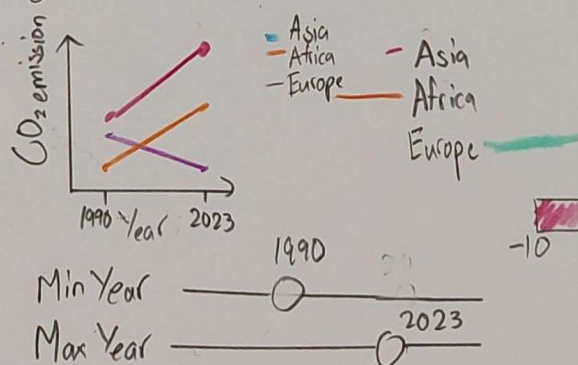 CO2 emission
1990 Year 2023
Asia
Africa
Europe
Asia
Africa
Europe
-10
1990
Min Year
2023
Max Year